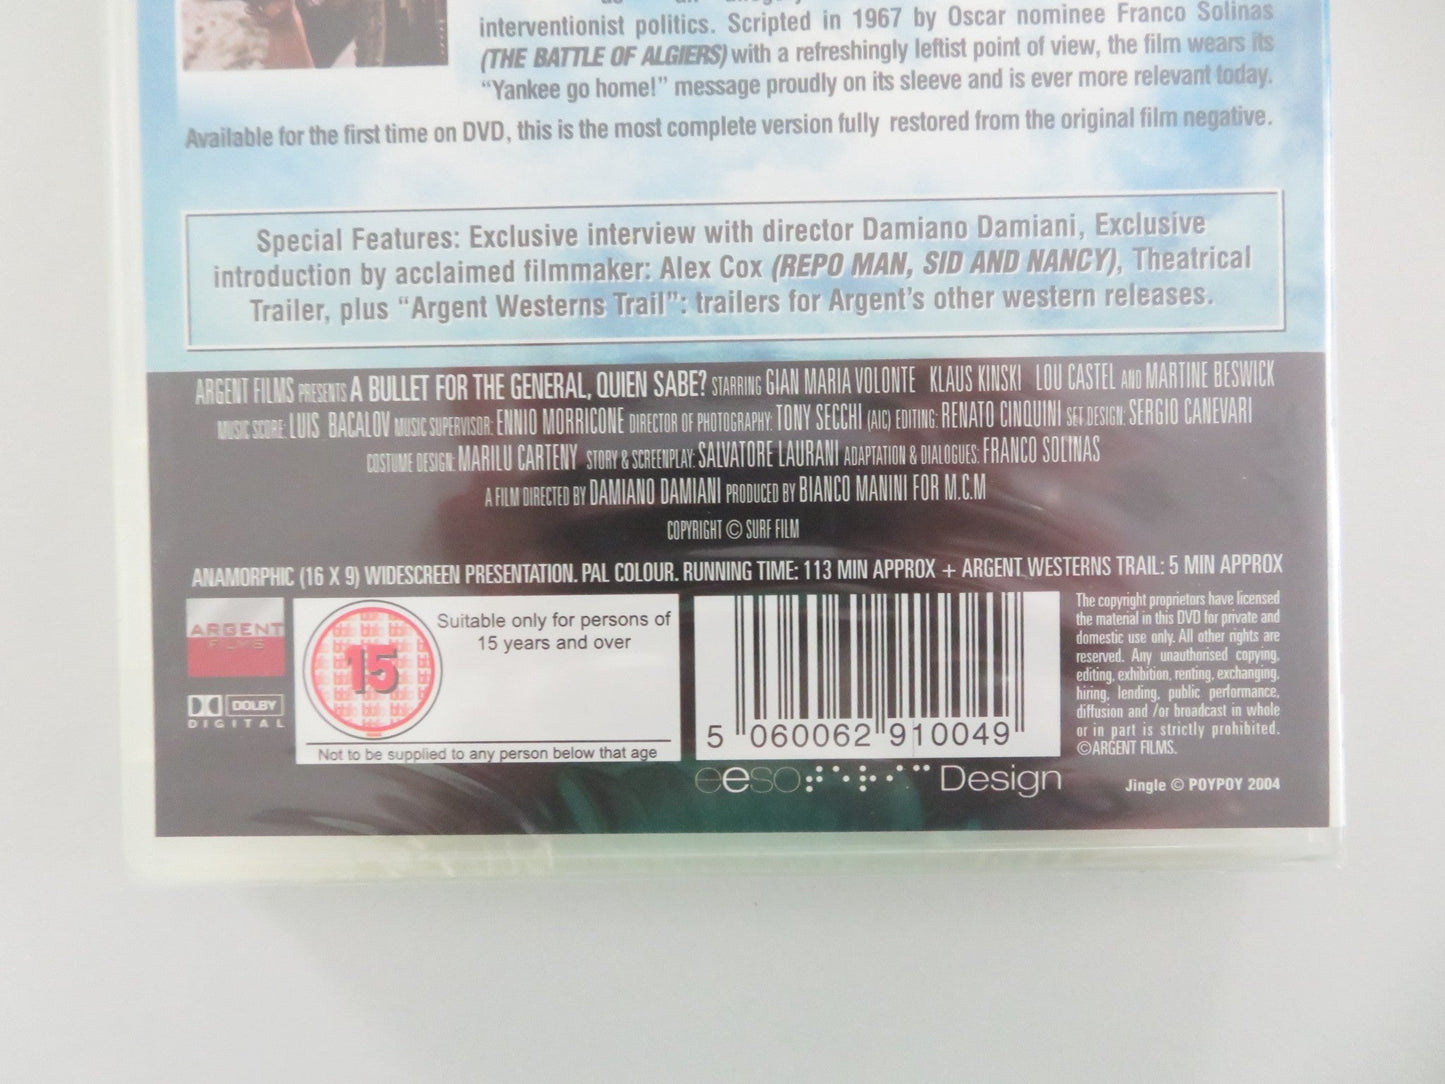 interventionist politics. Scripted in 1967 by Oscar nominee Franco Solinas
(THE BATTLE OF ALGIERS) with a refreshingly leftist point of view, the film wears its
“Yankee go home!” message proudly on its sleeve and is ever more relevant today.
Available for the first time on DVD, this is the most complete version fully restored from the original film negative.
Special Features: Exclusive interview with director Damiano Damiani, Exclusive
introduction by acclaimed filmmaker: Alex Cox (REPO MAN, SID AND NANCY), Theatrical
Trailer, plus “Argent Westerns Trail”: trailers for Argent’s other western releases.
ARGENT FILMS PRESENTS A BULLET FOR THE GENERAL, QUIEN SABE? STARRING GIAN MARIA VOLONTE KLAUS KINSKI LOU CASTEL AND MARTINE BESWICK
MUSIC SCORE: LUIS BACALOV MUSIC SUPERVISOR: ENNIO MORRICONE DIRECTOR OF PHOTOGRAPHY: TONY SECCHI (AIC) EDITING: RENATO CINQUINI SET DESIGN: SERGIO CANEVARI
COSTUME DESIGN: MARILU CARTENY STORY & SCREENPLAY: SALVATORE LAURANI ADAPTATION & DIALOGUES: FRANCO SOLINAS
A FILM DIRECTED BY DAMIANO DAMIANI PRODUCED BY BIANCO MANINI FOR M.C.M
COPYRIGHT © SURF FILM
ANAMORPHIC (16 X 9) WIDESCREEN PRESENTATION. PAL COLOUR. RUNNING TIME: 113 MIN APPROX + ARGENT WESTERNS TRAIL: 5 MIN APPROX
ARGENT
FILMS
DOLBY
DIGITAL
15
Suitable only for persons of
15 years and over
Not to be supplied to any person below that age
5 060062 910049
eeso Design
The copyright proprietors have licensed
the material in this DVD for private and
domestic use only. All other rights are
reserved. Any unauthorised copying,
editing, exhibition, renting, exchanging,
hiring, lending, public performance,
diffusion and /or broadcast in whole
or in part is strictly prohibited.
©ARGENT FILMS.
Jingle © POYPOY 2004